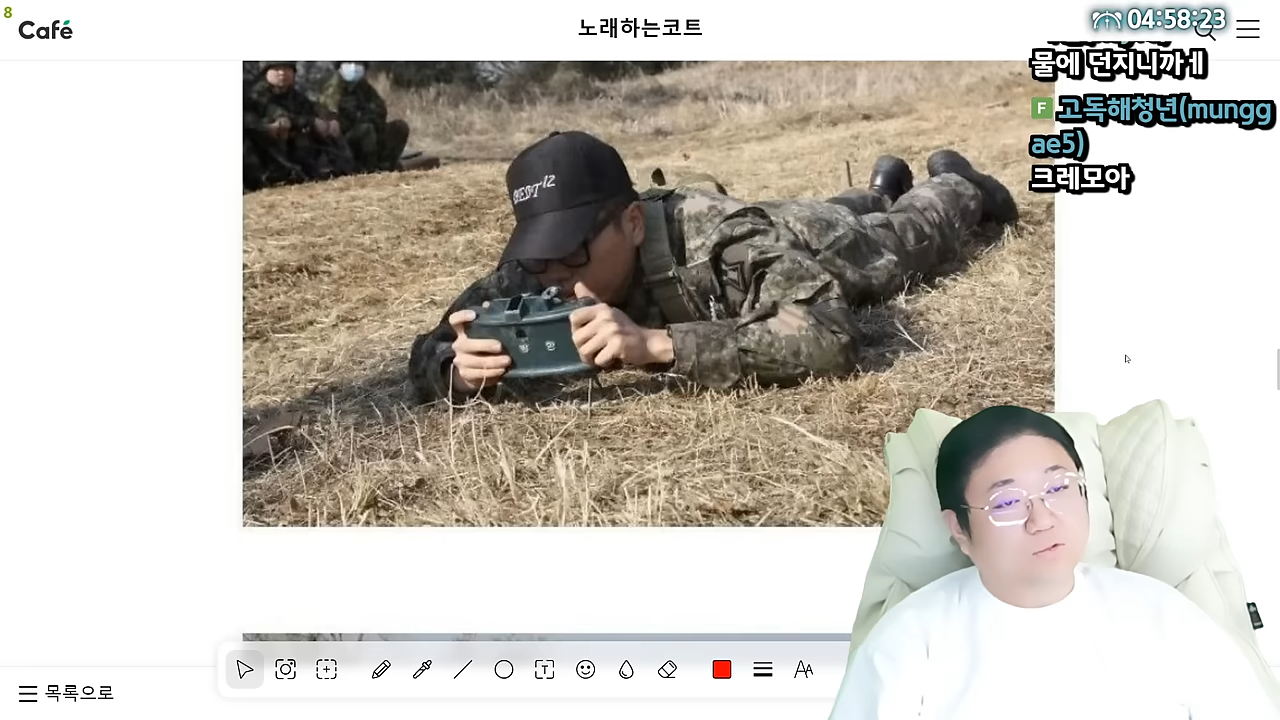 8
Café
노래하는코트
04:58:23
물에 던지니까게
F 고독해청년(mungg
ae5)
크레모아
목록으로